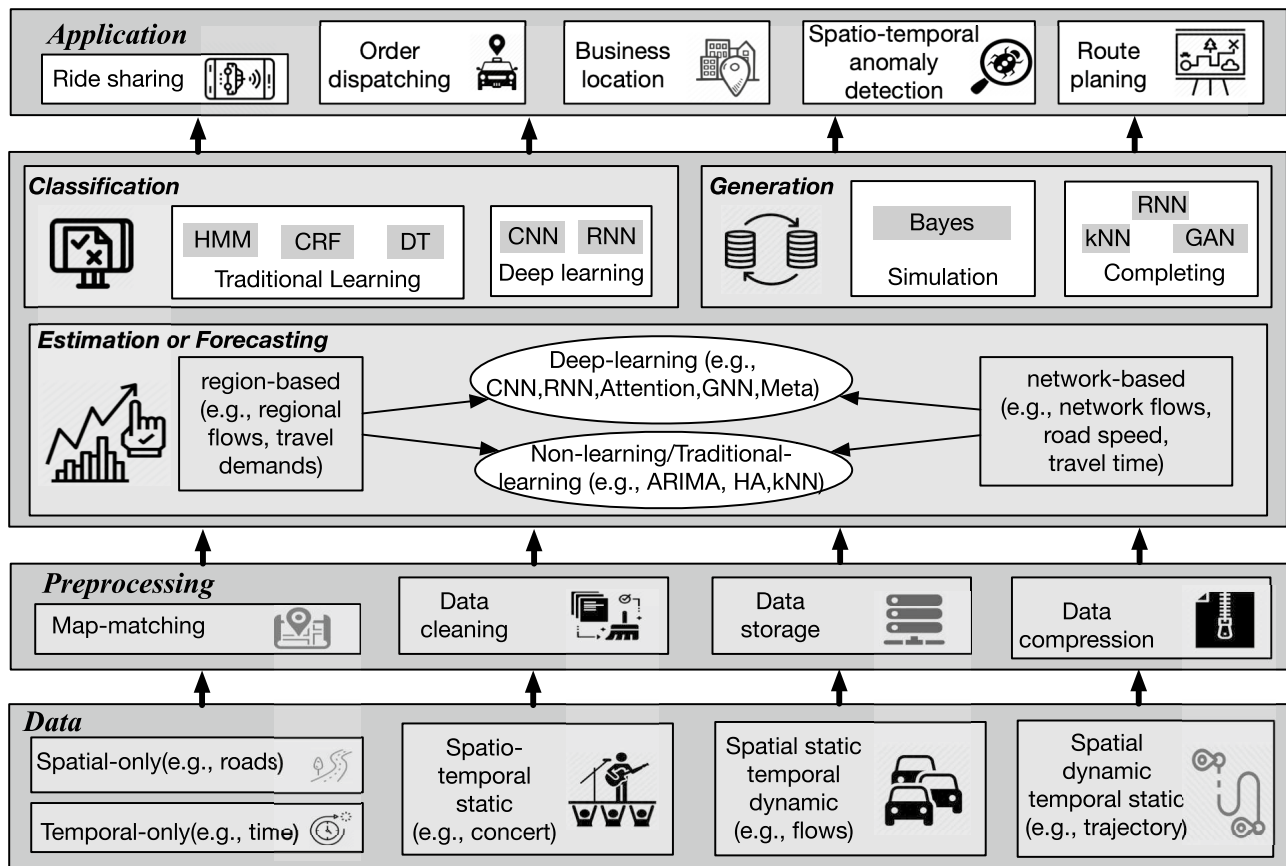 Application
Ride sharing
Order
dispatching
Business
location
Spatio-temporal
anomaly
detection
Route
planing
Classification
HMM
CRF
DT
Traditional Learning
CNN
RNN
Deep learning
Generation
Bayes
Simulation
RNN
kNN
GAN
Completing
Estimation or Forecasting
region-based
(e.g., regional
flows, travel
demands)
Deep-learning (e.g.,
CNN,RNN,Attention,GNN,Meta)
Non-learning/Traditional-
learning (e.g., ARIMA, HA,kNN)
network-based
(e.g., network flows,
road speed,
travel time)
Preprocessing
Map-matching
Data
cleaning
Data
storage
Data
compression
Data
Spatial-only(e.g., roads)
Temporal-only(e.g., time)
Spatio-
temporal
static
(e.g., concert)
Spatial static
temporal
dynamic
(e.g., flows)
Spatial
dynamic
temporal static
(e.g., trajectory)